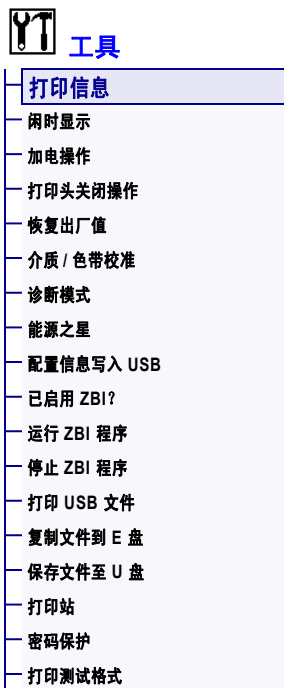 工具
打印信息
闲时显示
加电操作
打印头关闭操作
恢复出厂值
介质 / 色带校准
诊断模式
能源之星
配置信息写入 USB
已启用 ZBI？
运行 ZBI 程序
停止 ZBI 程序
打印 USB 文件
复制文件到 E 盘
保存文件至 U 盘
打印站
密码保护
打印测试格式